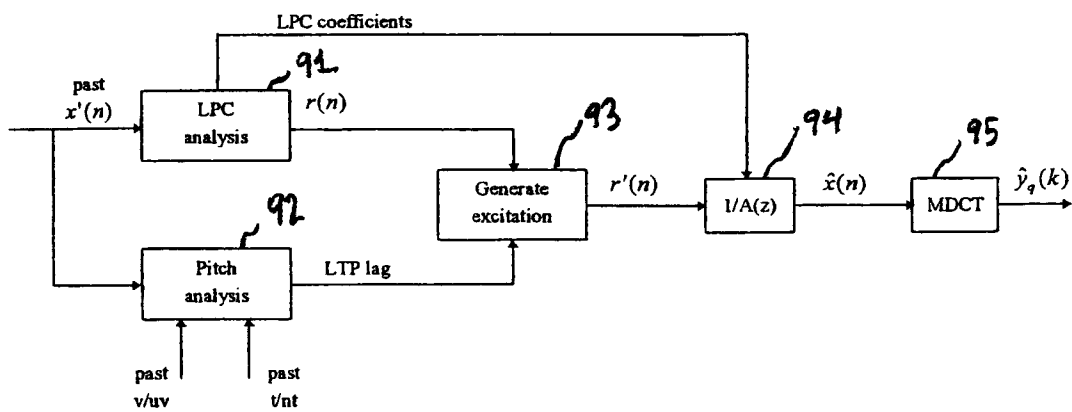 LPC coefficients
91
past
x'(n)
LPC
analysis
r(n)
93
94
95
Generate
excitation
r'(n)
1/A(z)
x̂(n)
MDCT
ŷ_q(k)
92
Pitch
analysis
LTP lag
past
v/uv
past
t/nt